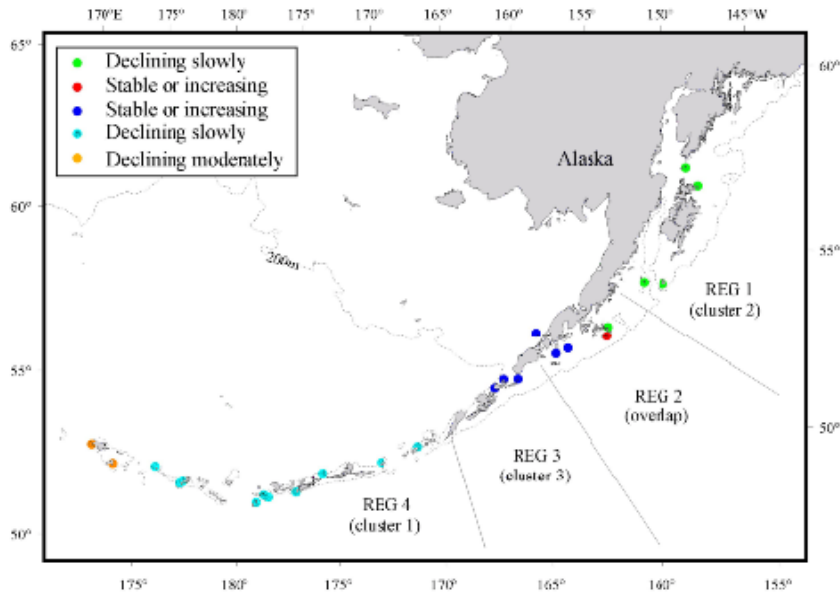 170°E 175° 180° 175° 170° 165° 160° 155° 150° 145°W
65°
60°
55°
50°
60°
55°
50°
Declining slowly
Stable or increasing
Stable or increasing
Declining slowly
Declining moderately
Alaska
200m
REG 1
(cluster 2)
REG 2
(overlap)
REG 3
(cluster 3)
REG 4
(cluster 1)
175° 180° 175° 170° 165° 160° 155°